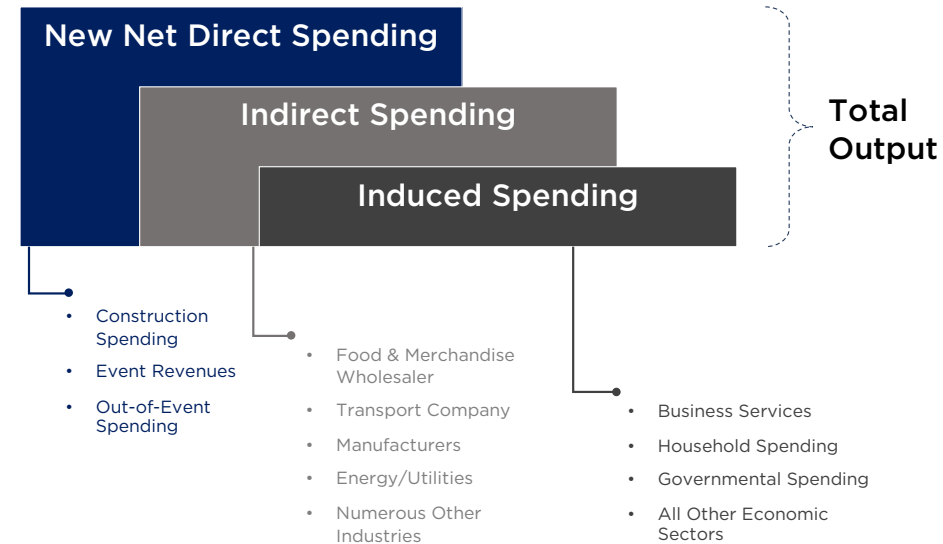 New Net Direct Spending
Indirect Spending
Induced Spending
Total
Output
• Construction
Spending
• Event Revenues
• Out-of-Event
Spending
• Food & Merchandise
Wholesaler
• Transport Company
• Manufacturers
• Energy/Utilities
• Numerous Other
Industries
• Business Services
• Household Spending
• Governmental Spending
• All Other Economic
Sectors